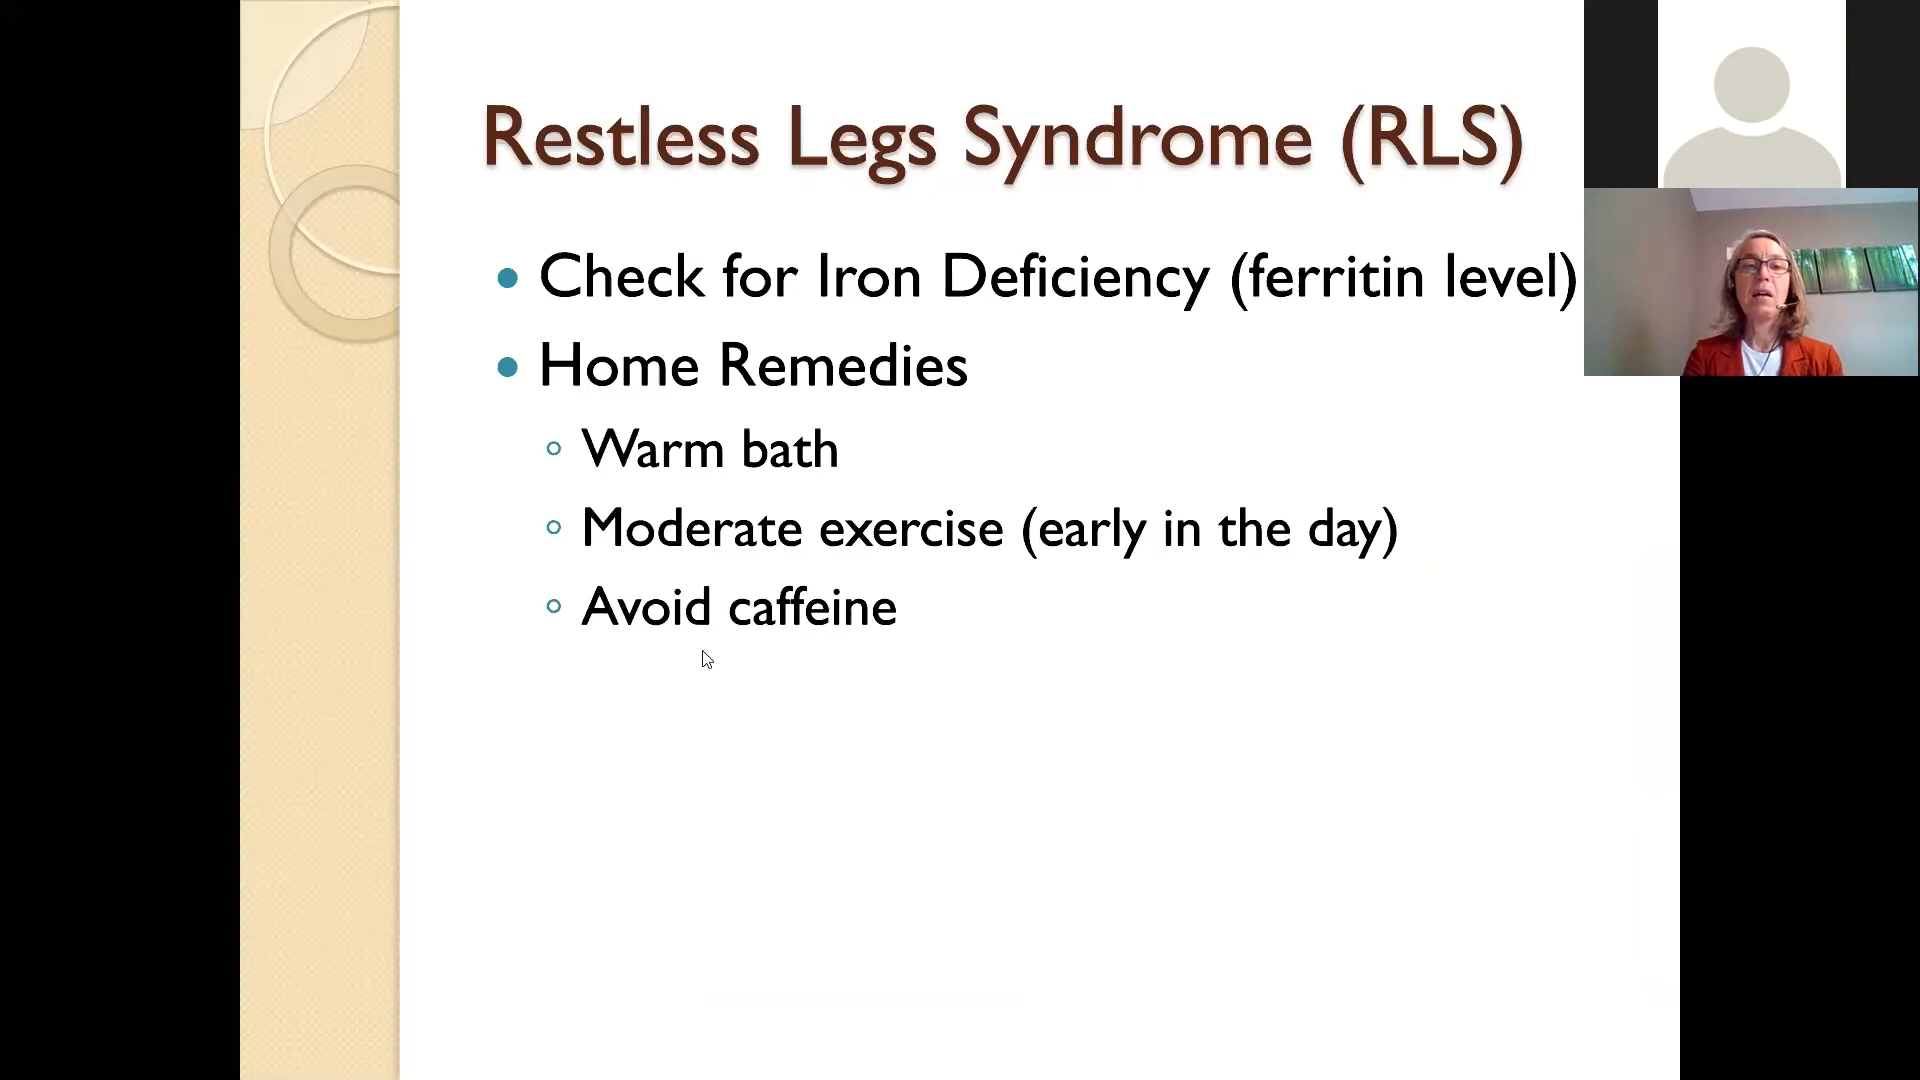 Restless Legs Syndrome (RLS)
Check for Iron Deficiency (ferritin level)
Home Remedies
Warm bath
Moderate exercise (early in the day)
Avoid caffeine